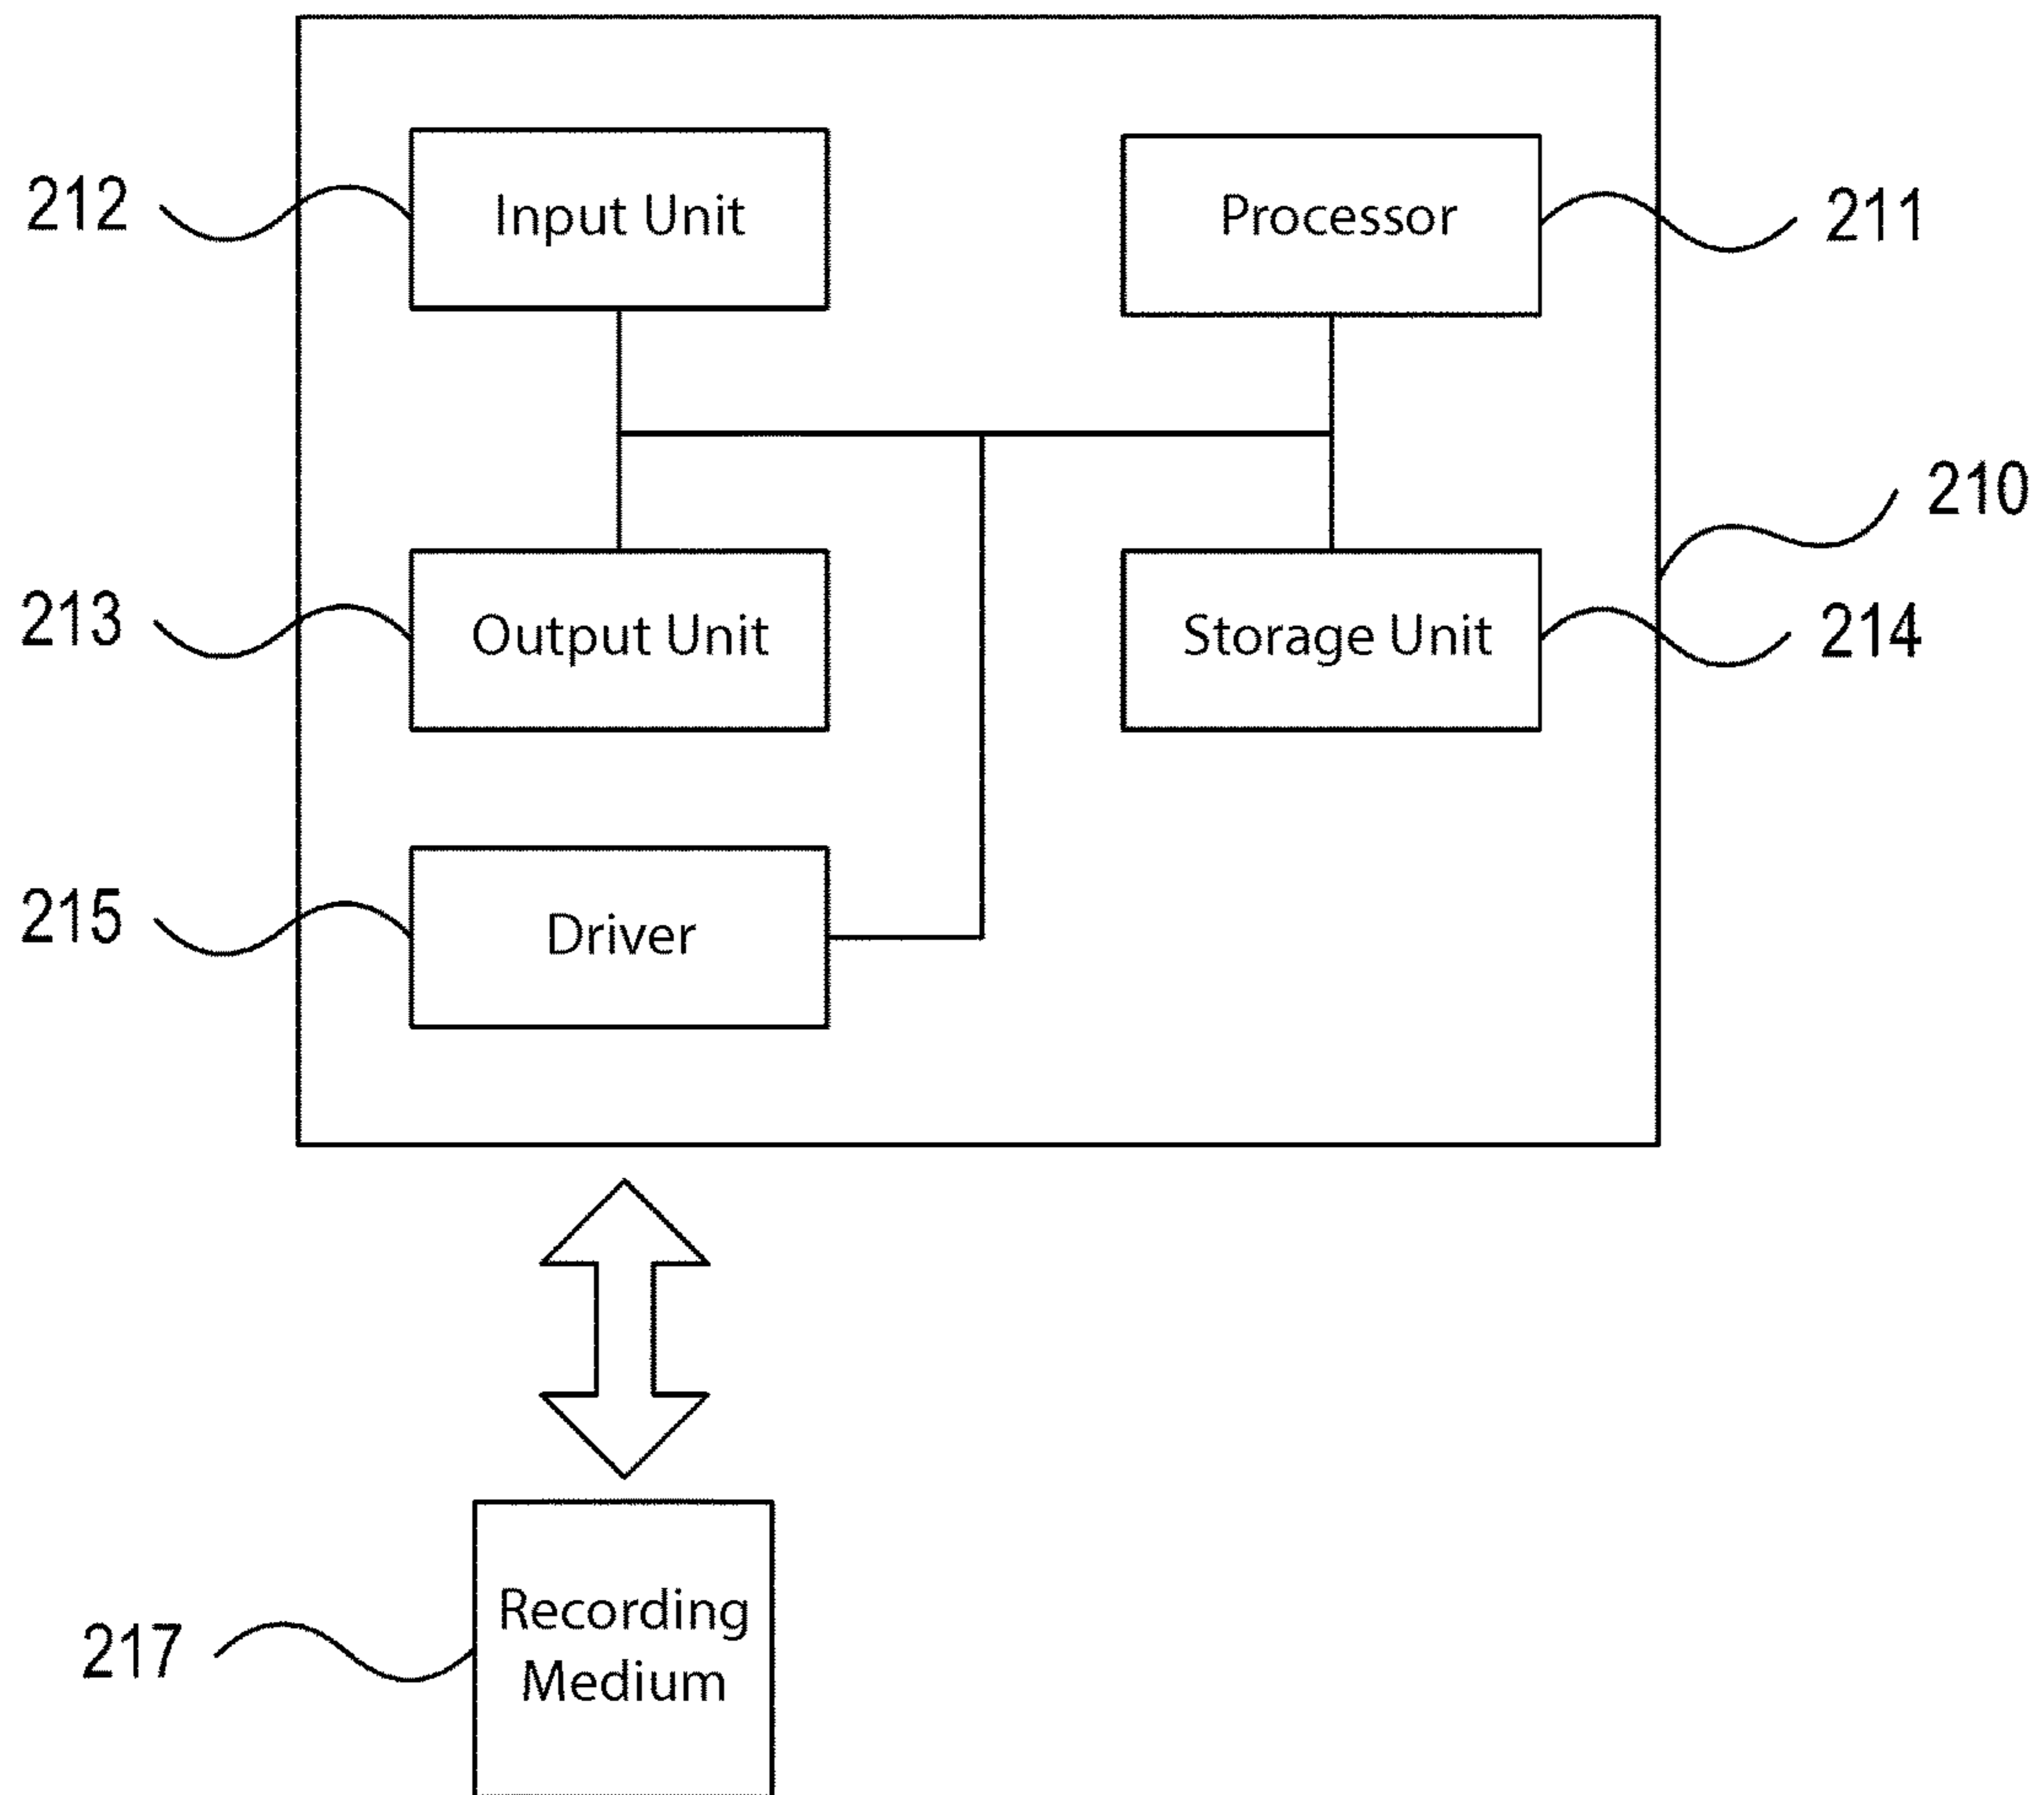 212
Input Unit
Processor
211
210
213
Output Unit
Storage Unit
214
215
Driver
217
Recording
Medium